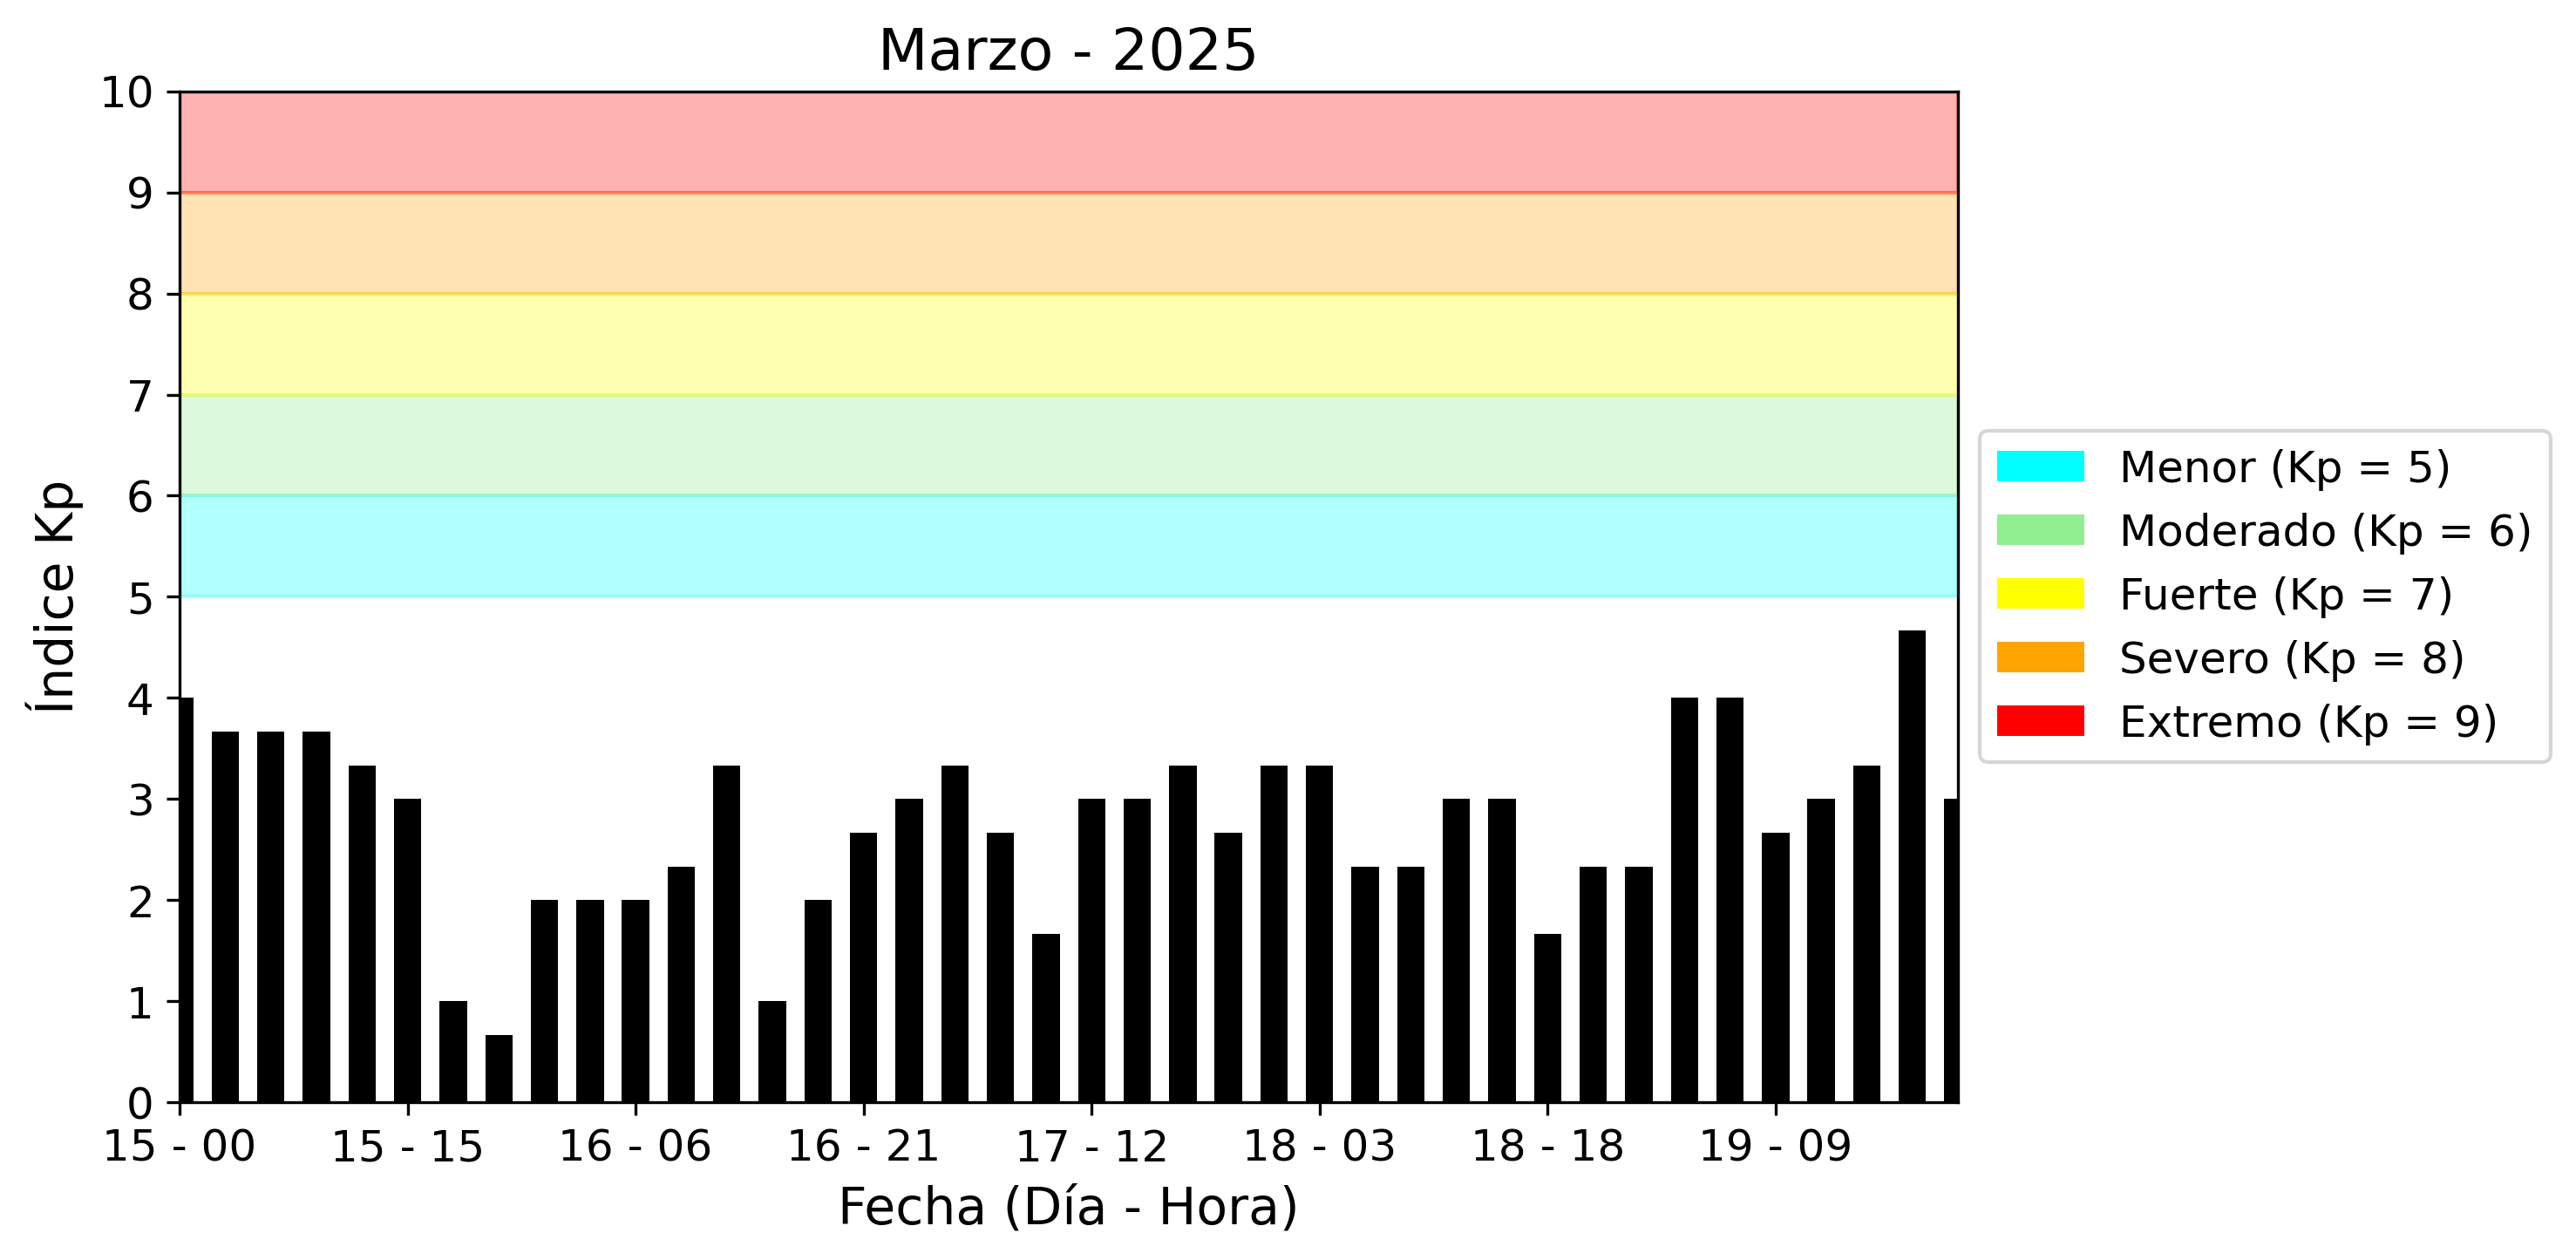 Marzo - 2025
10
9
8
7
6
5
4
3
2
1
0
Índice Kp
15 - 00
15 - 15
16 - 06
16 - 21
17 - 12
18 - 03
18 - 18
19 - 09
Fecha (Día - Hora)
Menor (Kp = 5)
Moderado (Kp = 6)
Fuerte (Kp = 7)
Severo (Kp = 8)
Extremo (Kp = 9)